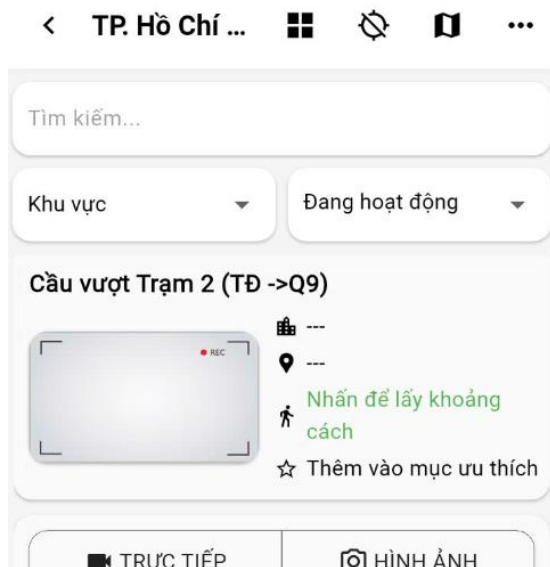 TP. Hồ Chí ...
Tìm kiếm...
Khu vực
Đang hoạt động
Cầu vượt Trạm 2 (TĐ ->Q9)
REC
---
---
Nhấn để lấy khoảng
cách
Thêm vào mục ưu thích
TRỰC TIẾP
HÌNH ẢNH